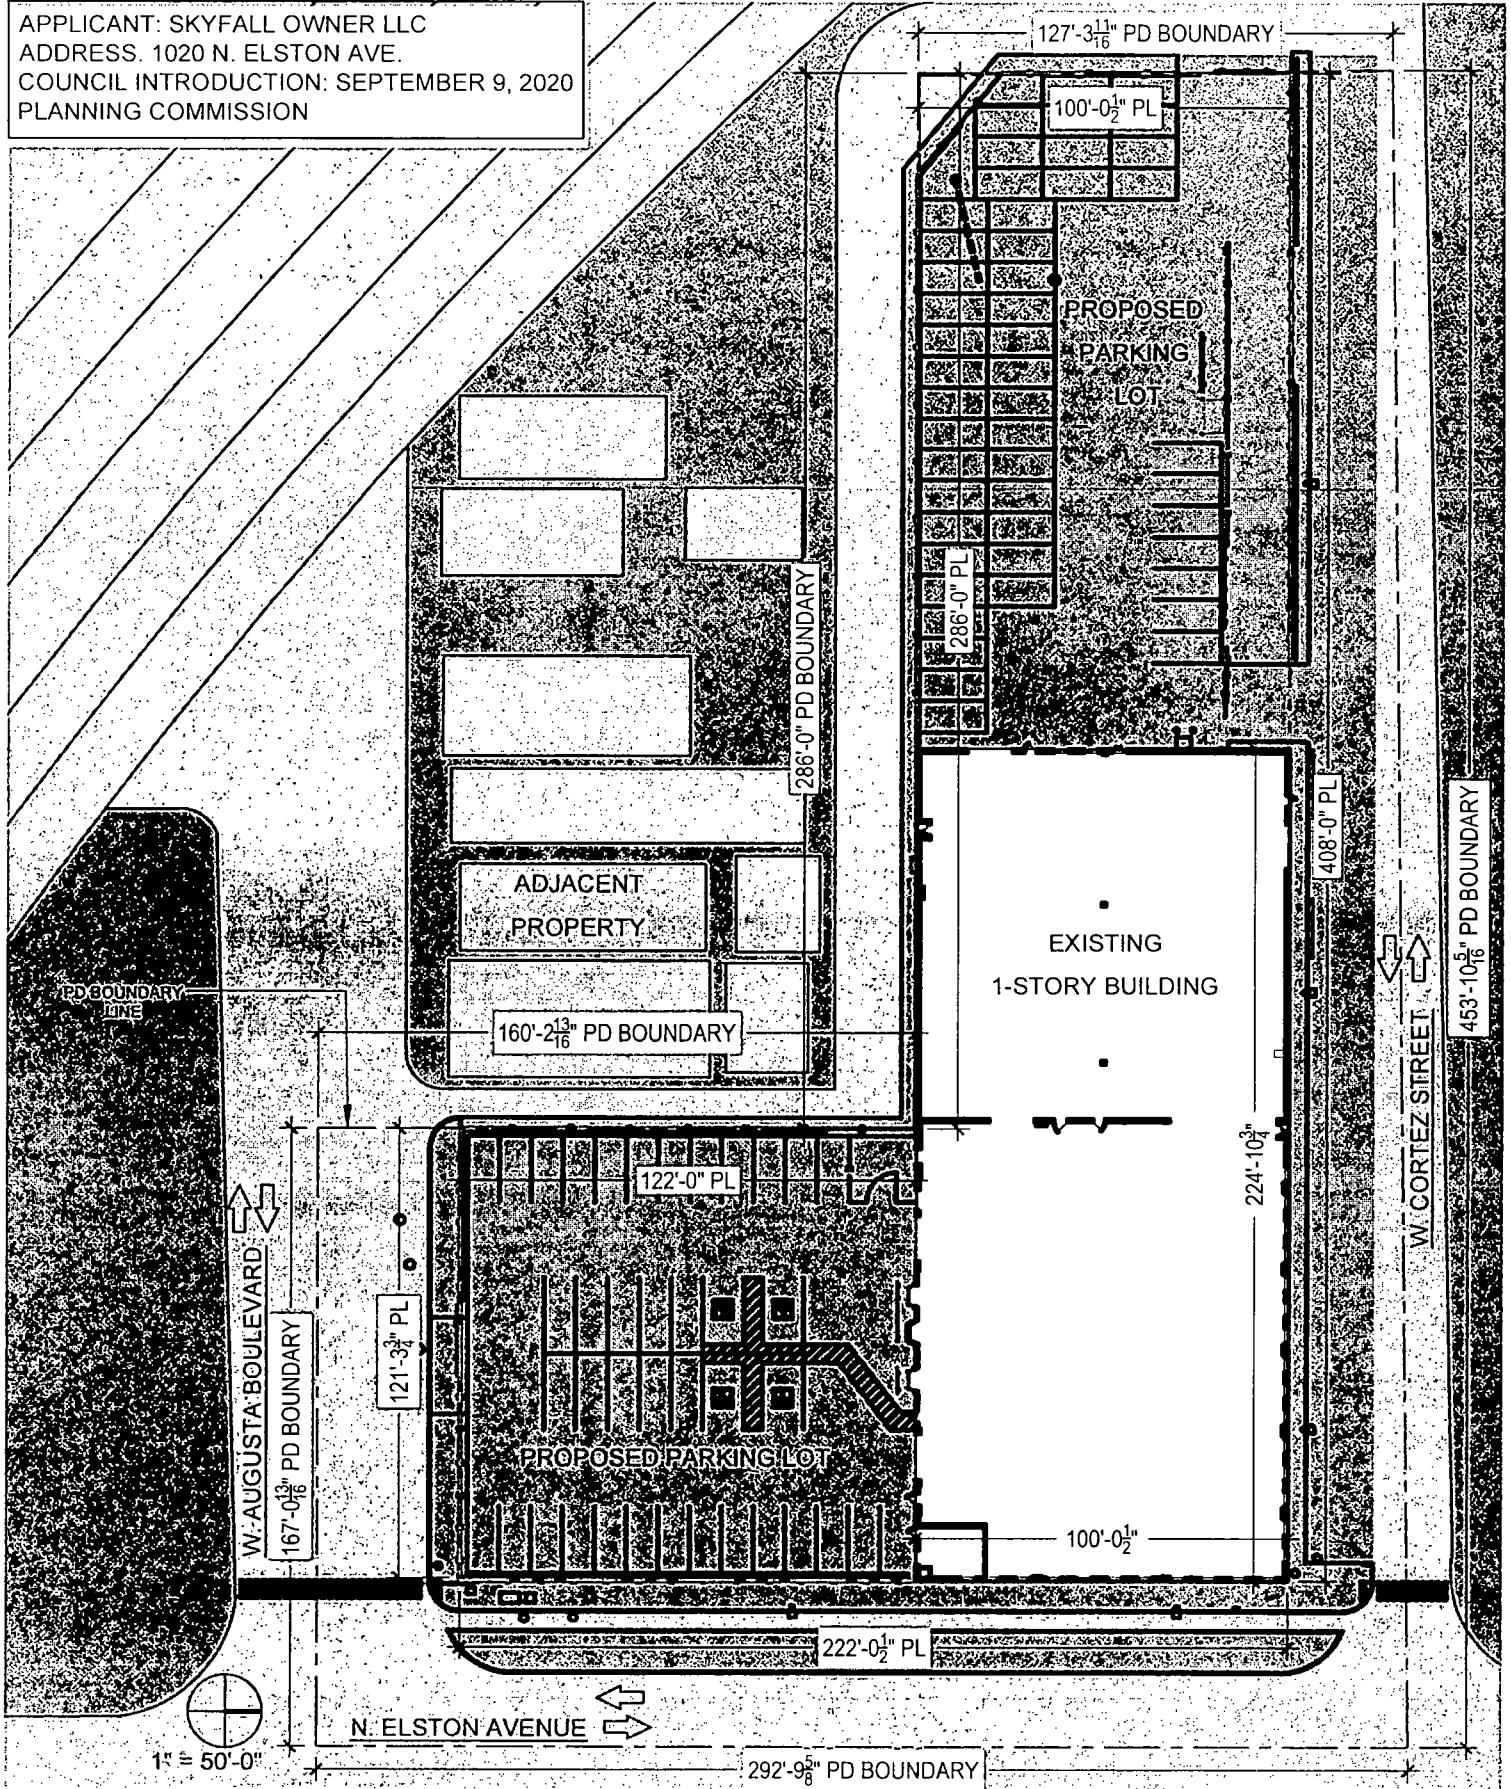 APPLICANT: SKYFALL OWNER LLC
ADDRESS. 1020 N. ELSTON AVE.
COUNCIL INTRODUCTION: SEPTEMBER 9, 2020
PLANNING COMMISSION
127'-3 11/16" PD BOUNDARY
100'-0 1/2" PL
PROPOSED
PARKING
LOT
286'-0" PL
286'-0" PD BOUNDARY
408'-0" PL
453'-10 5/16" PD BOUNDARY
ADJACENT
PROPERTY
EXISTING
1-STORY BUILDING
PD BOUNDARY
LINE
160'-2 13/16" PD BOUNDARY
W. CORTEZ STREET
224'-10 3/4"
122'-0" PL
W. AUGUSTA BOULEVARD
167'-0 13/16" PD BOUNDARY
121'-3 3/4" PL
PROPOSED PARKING LOT
100'-0 1/2"
222'-0 1/2" PL
N. ELSTON AVENUE
1" = 50'-0"
292'-9 5/8" PD BOUNDARY